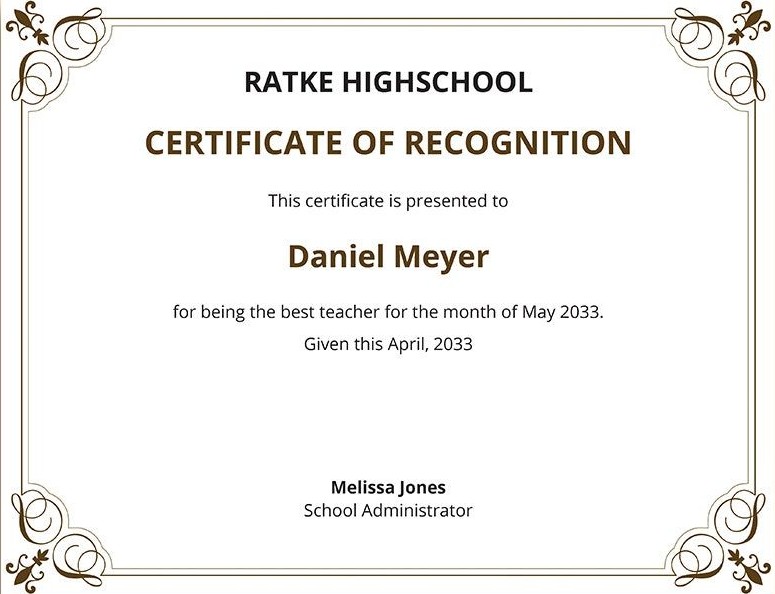 RATKE HIGHSCHOOL
CERTIFICATE OF RECOGNITION
This certificate is presented to
Daniel Meyer
for being the best teacher for the month of May 2033.
Given this April, 2033
Melissa Jones
School Administrator